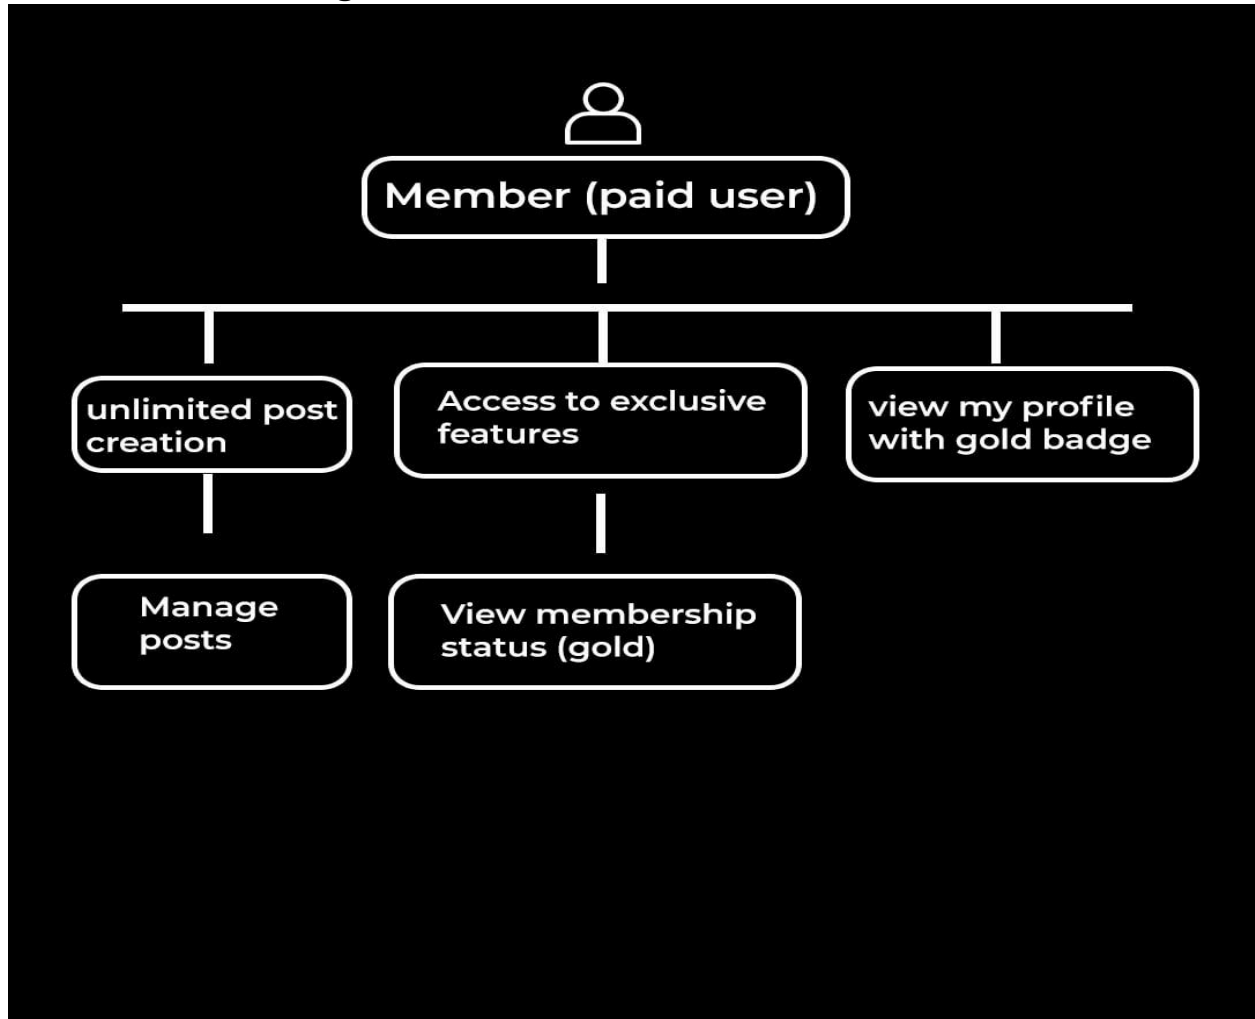 Member (paid user)
unlimited post
creation
Access to exclusive
features
view my profile
with gold badge
Manage
posts
View membership
status (gold)